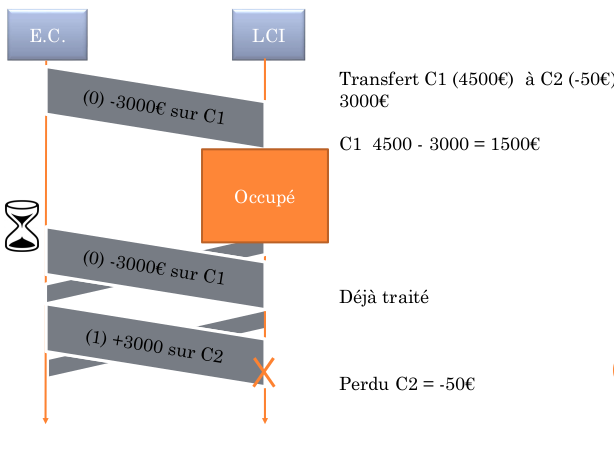 E.C.
LCI
Transfert C1 (4500€)  à C2 (-50€)
3000€
(0) -3000€ sur C1
C1  4500 - 3000 = 1500€
Occupé
(0) -3000€ sur C1
Déjà traité
(1) +3000 sur C2
Perdu C2 = -50€